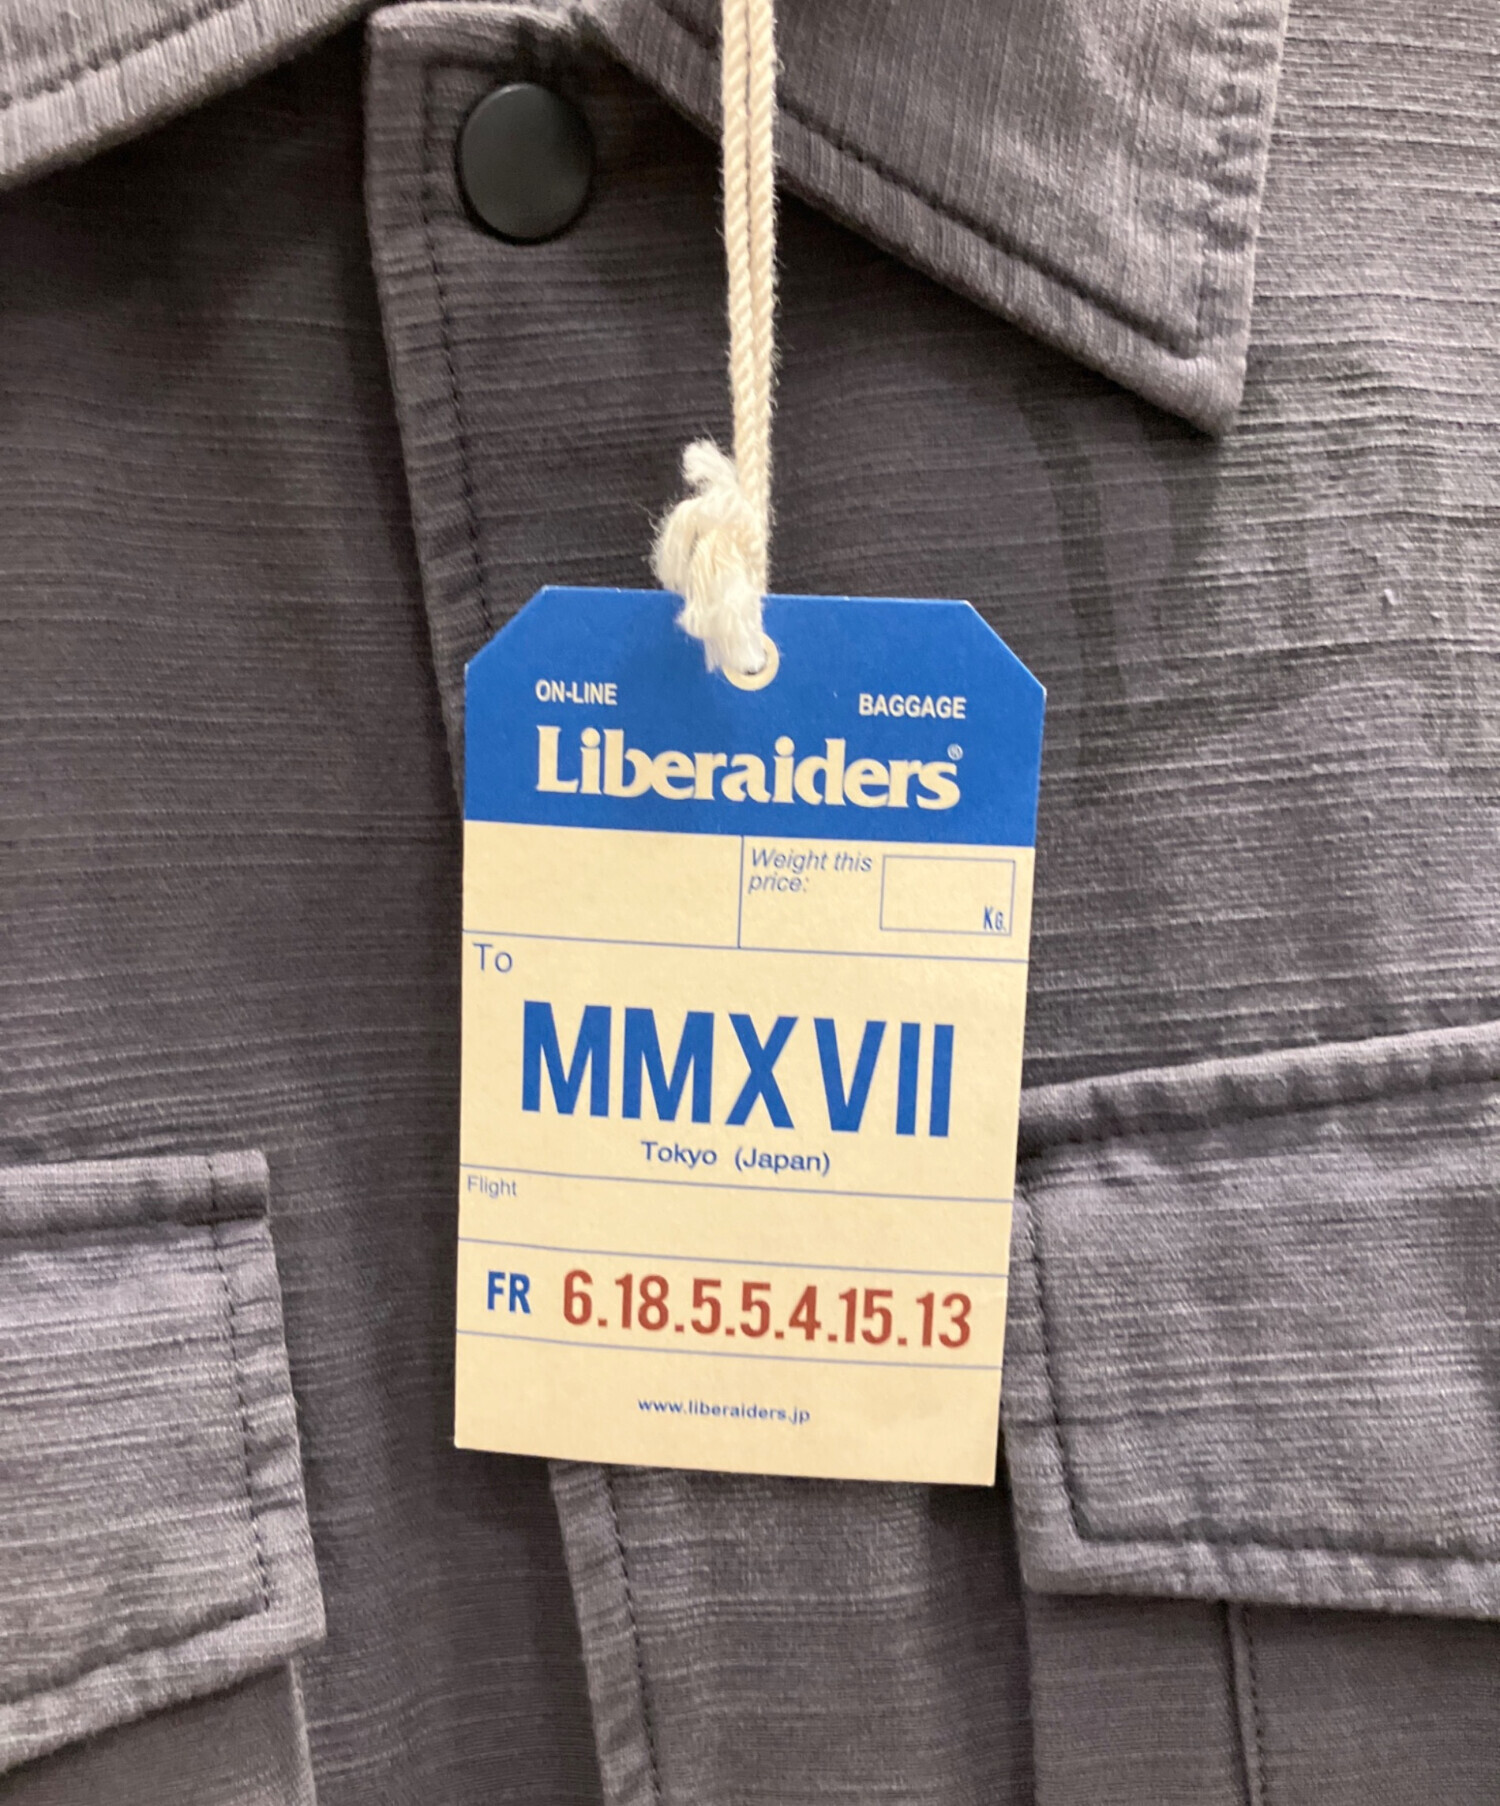 ON-LINE BAGGAGE
Liberaiders®
Weight this
price:
KG.
To
MMXVII
Tokyo (Japan)
Flight
FR 6.18.5.5.4.15.13
www.liberaiders.jp